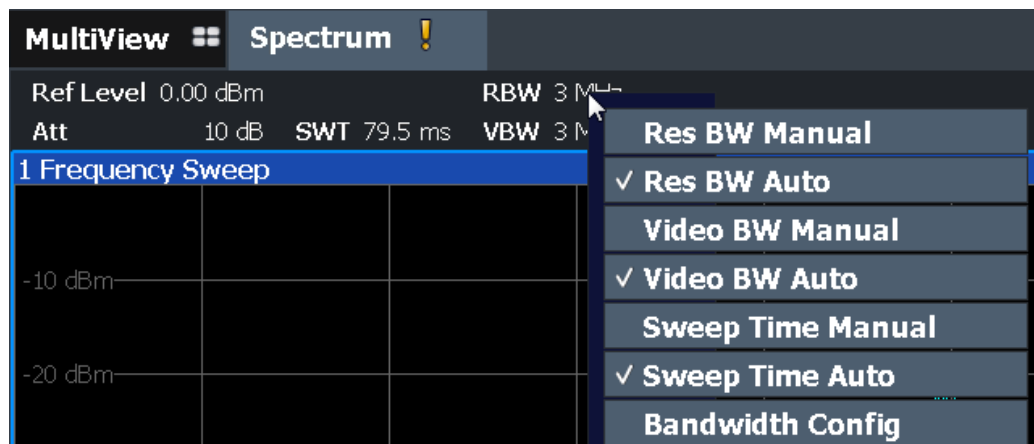 MultiView Spectrum !
Ref Level 0.00 dBm RBW 3
Att 10 dB SWT 79.5 ms VBW 3
1 Frequency Sweep
-10 dBm
-20 dBm
Res BW Manual
✓ Res BW Auto
Video BW Manual
✓ Video BW Auto
Sweep Time Manual
✓ Sweep Time Auto
Bandwidth Config